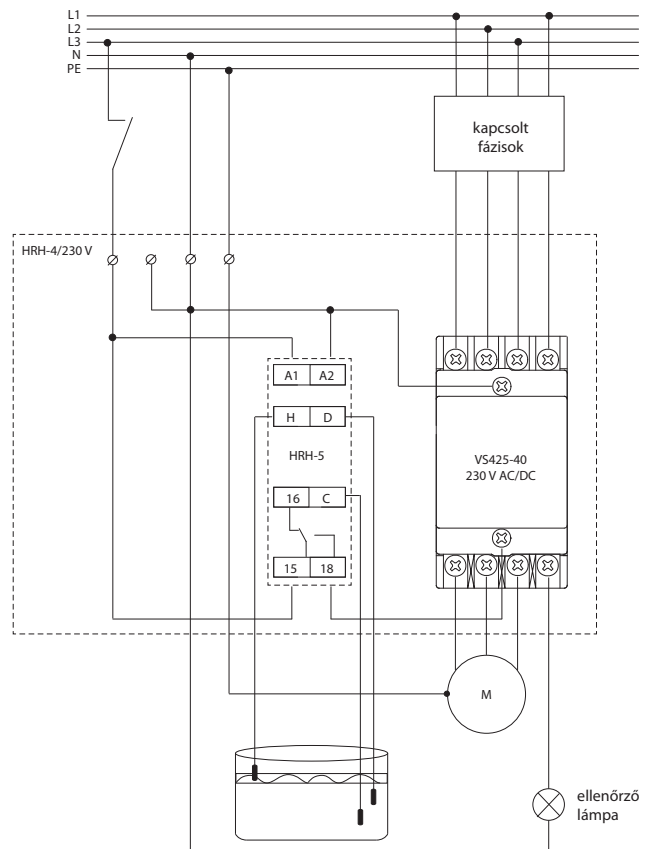 L1
L2
L3
N
PE
kapcsolt
fázisok
HRH-4/230 V
A1 A2
H D
HRH-5
16 C
15 18
VS425-40
230 V AC/DC
M
ellenőrző
lámpa